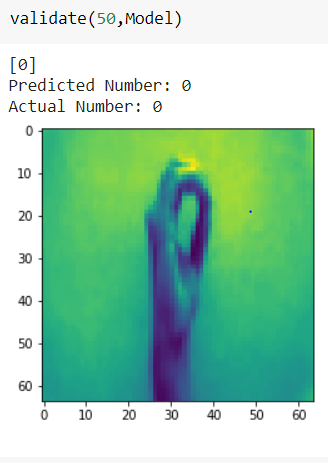 validate(50,Model)
[0]
Predicted Number: 0
Actual Number: 0
0
10
20
30
40
50
60
0 10 20 30 40 50 60